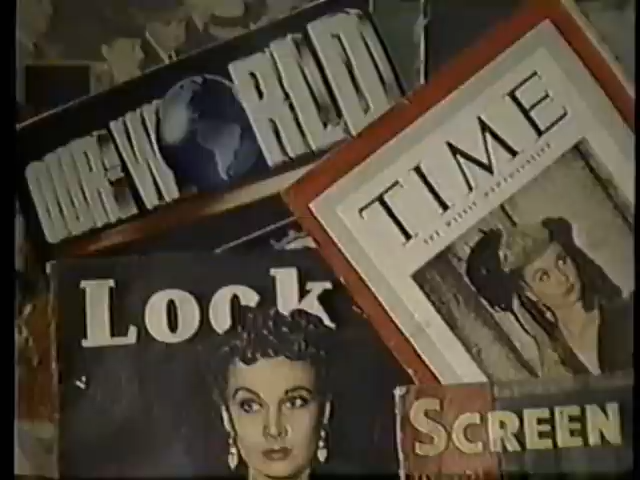 OUR WORLD
TIME
THE WEEKLY NEWSMAGAZINE
LOOK
SCREEN